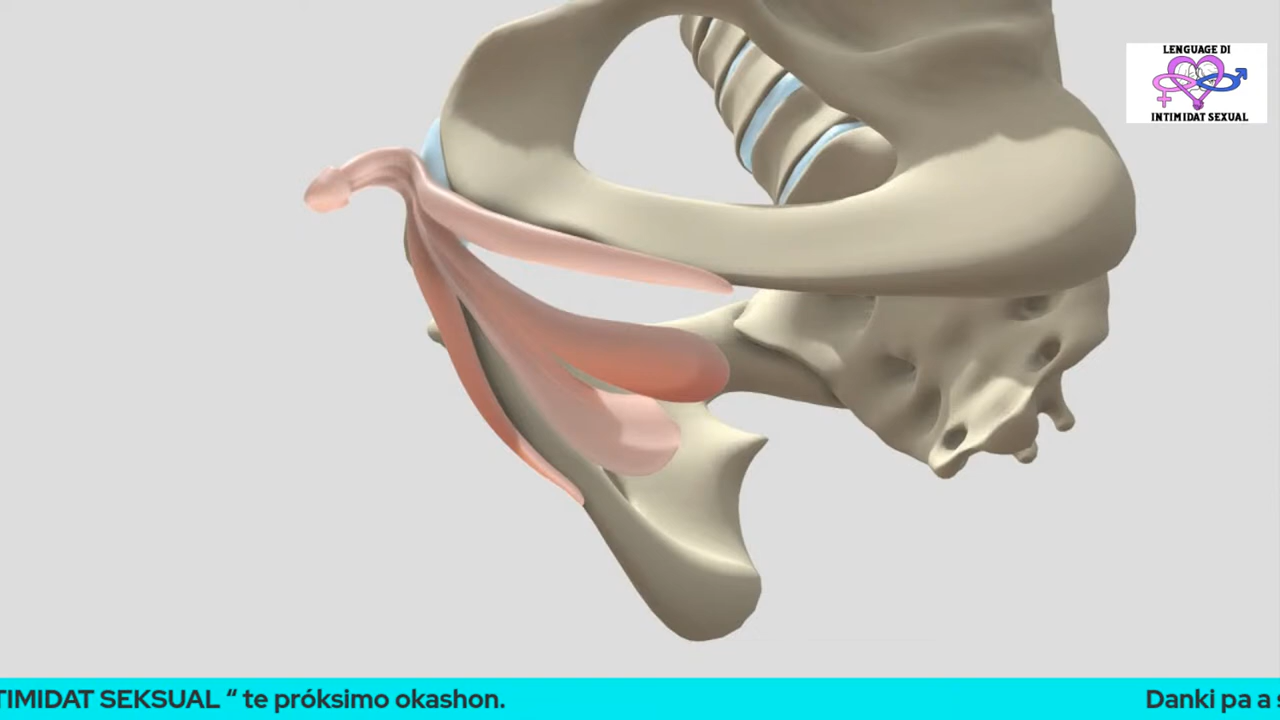 LENGUAGE DI
INTIMIDAT SEXUAL
TIMIDAT SEKSUAL “ te próksimo okashon.
Danki pa a